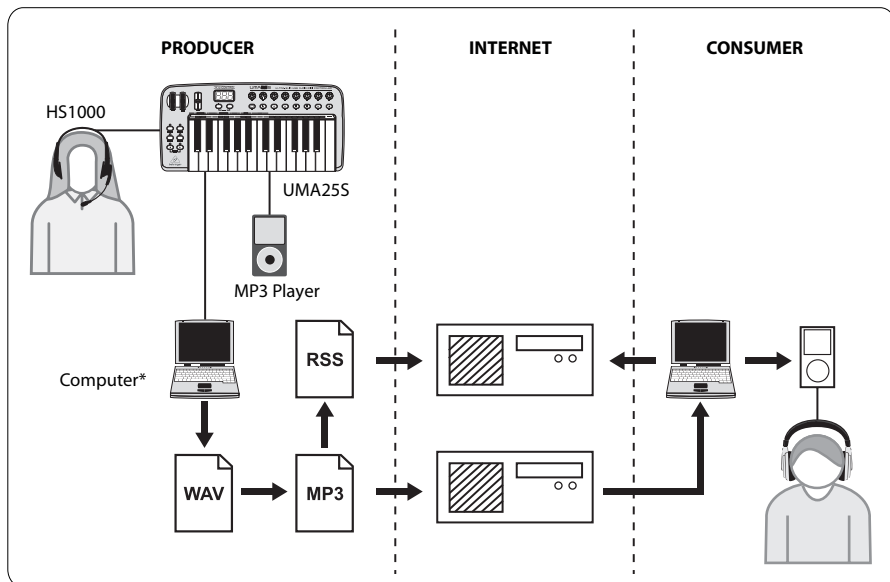 PRODUCER
INTERNET
CONSUMER
HS1000
UMA25S
MP3 Player
Computer*
RSS
WAV
MP3